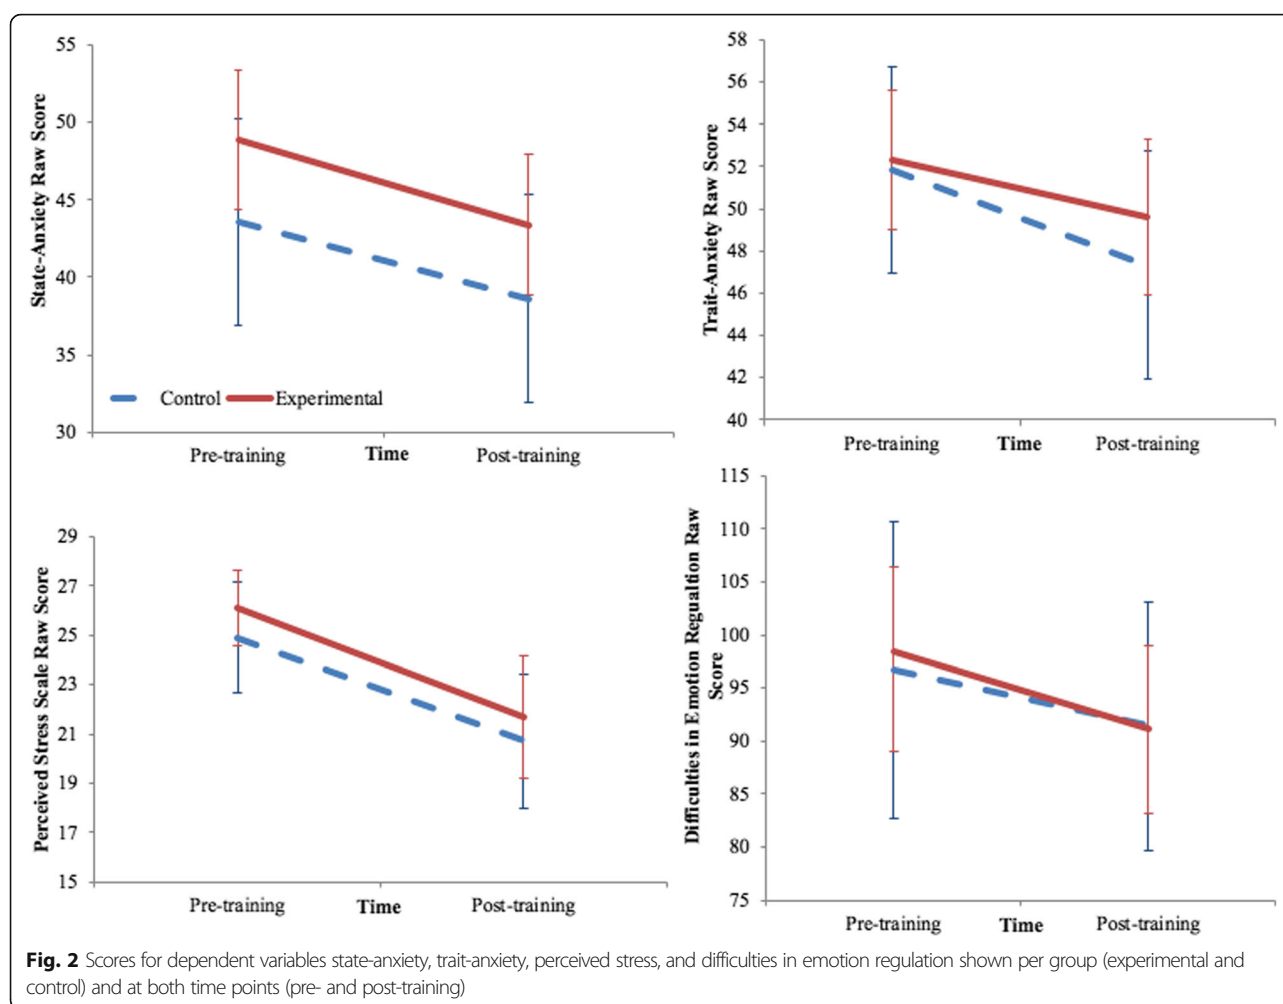 State-Anxiety Raw Score
55
50
45
40
35
30
Control
Experimental
Pre-training
Time
Post-training
Trait-Anxiety Raw Score
58
56
54
52
50
48
46
44
42
40
Pre-training
Time
Post-training
Perceived Stress Scale Raw Score
29
27
25
23
21
19
17
15
Pre-training
Time
Post-training
Difficulties in Emotion Regualtion Raw
Score
115
110
105
100
95
90
85
80
75
Pre-training
Time
Post-training
Fig. 2 Scores for dependent variables state-anxiety, trait-anxiety, perceived stress, and difficulties in emotion regulation shown per group (experimental and
control) and at both time points (pre- and post-training)